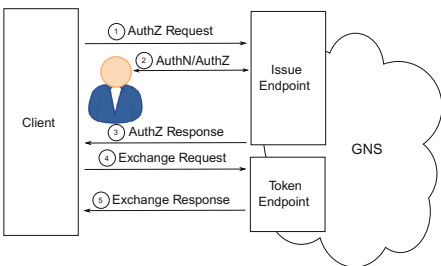 ① AuthZ Request
② AuthN/AuthZ
Issue
Endpoint
Client
③ AuthZ Response
GNS
④ Exchange Request
Token
Endpoint
⑤ Exchange Response